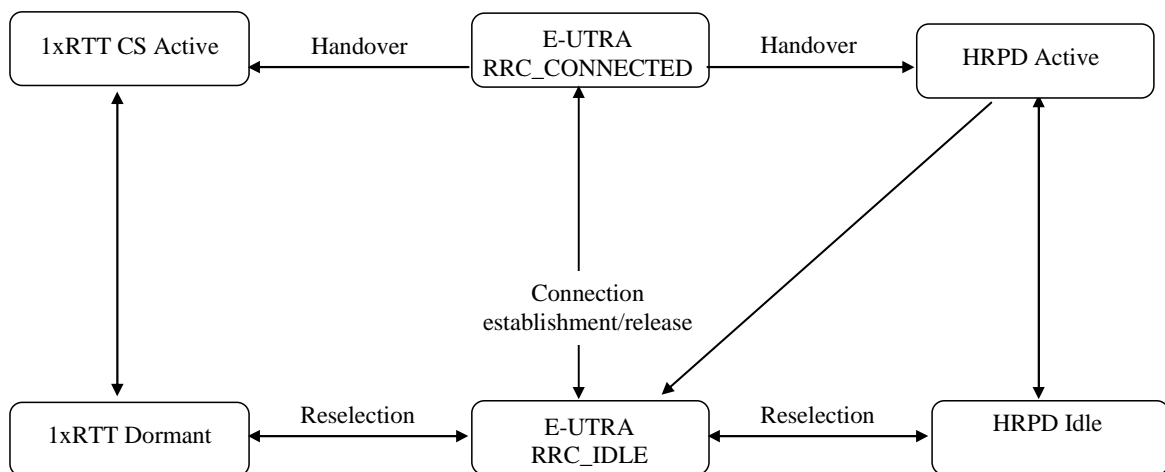 1xRTT CS Active
Handover
E-UTRA
RRC_CONNECTED
Handover
HRPD Active
Connection
establishment/release
1xRTT Dormant
Reselection
E-UTRA
RRC_IDLE
Reselection
HRPD Idle